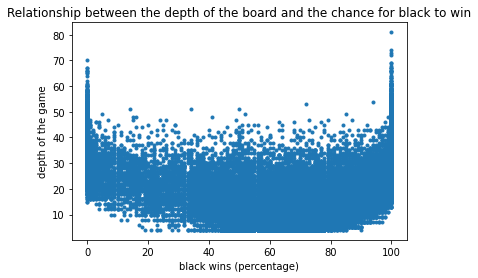 Relationship between the depth of the board and the chance for black to win
80
70
60
50
40
30
20
10
depth of the game
0 20 40 60 80 100
black wins (percentage)